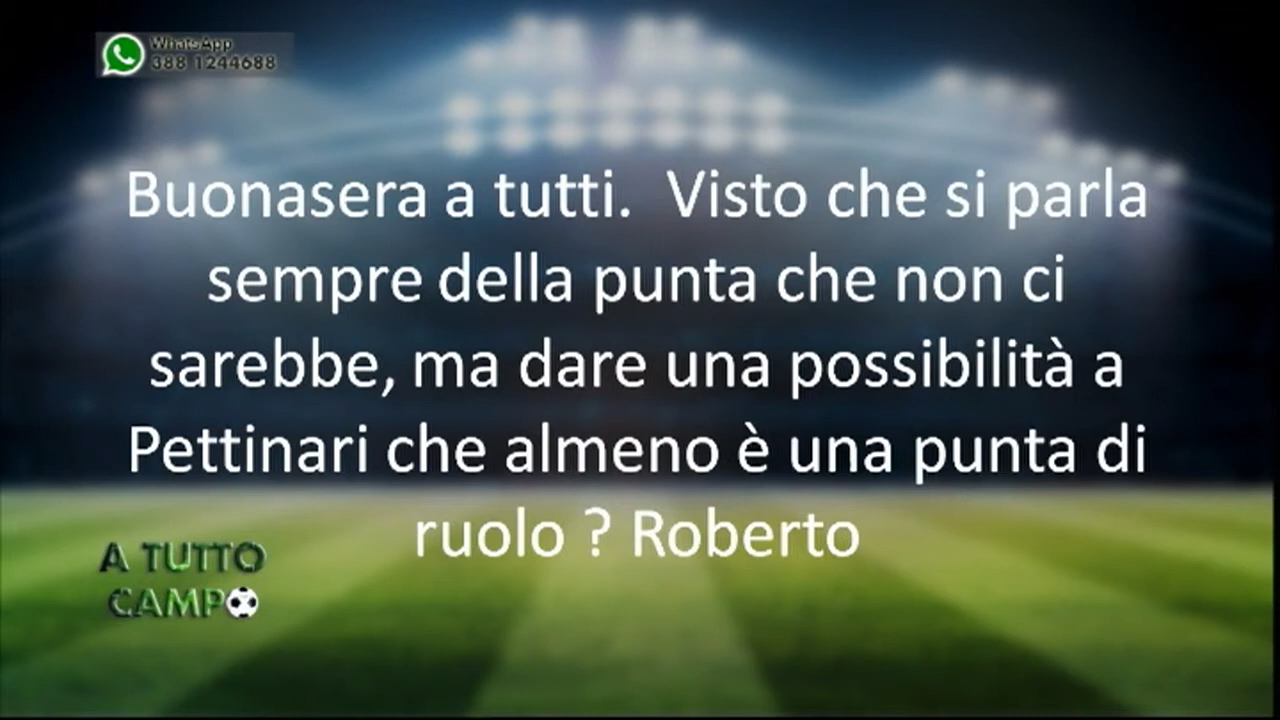 WhatsApp
388 1244688
Buonasera a tutti.  Visto che si parla
sempre della punta che non ci
sarebbe, ma dare una possibilità a
Pettinari che almeno è una punta di
ruolo ? Roberto
A TUTTO
CAMPO